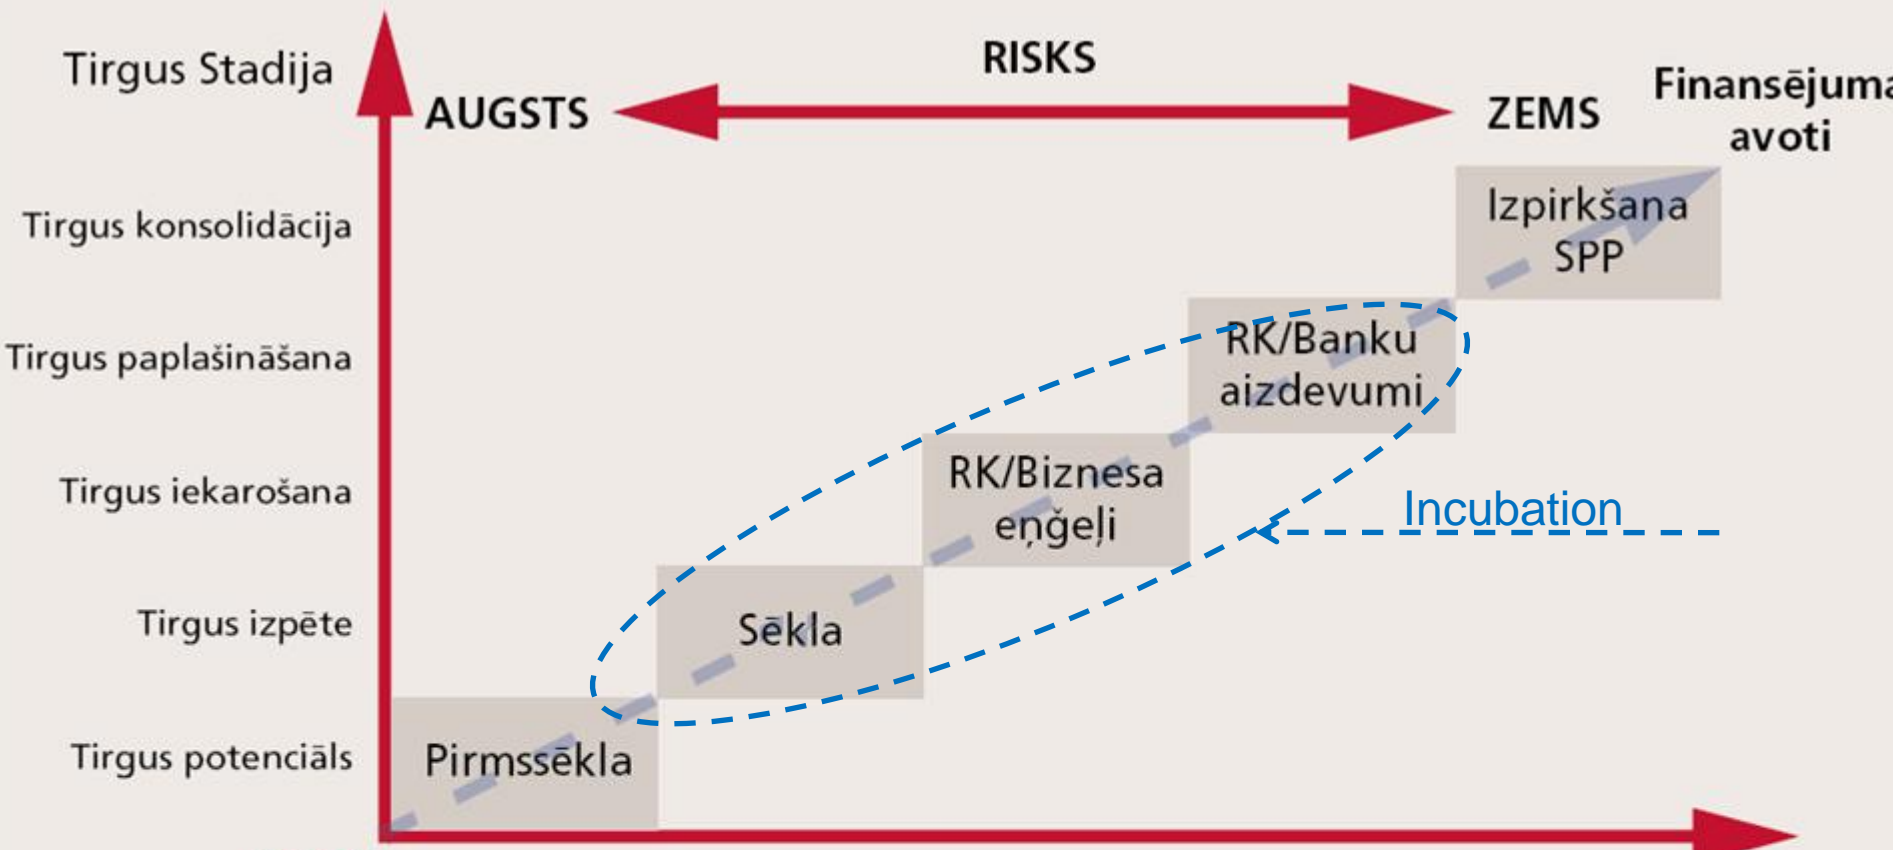 Tirgus Stadija
RISKS
AUGSTS
ZEMS
Finansējuma
avoti
Tirgus konsolidācija
Izpirkšana
SPP
Tirgus paplašināšana
RK/Banku
aizdevumi
Tirgus iekarošana
RK/Biznesa
eņģeļi
Incubation
Tirgus izpēte
Sēkla
Tirgus potenciāls
Pirmssēkla